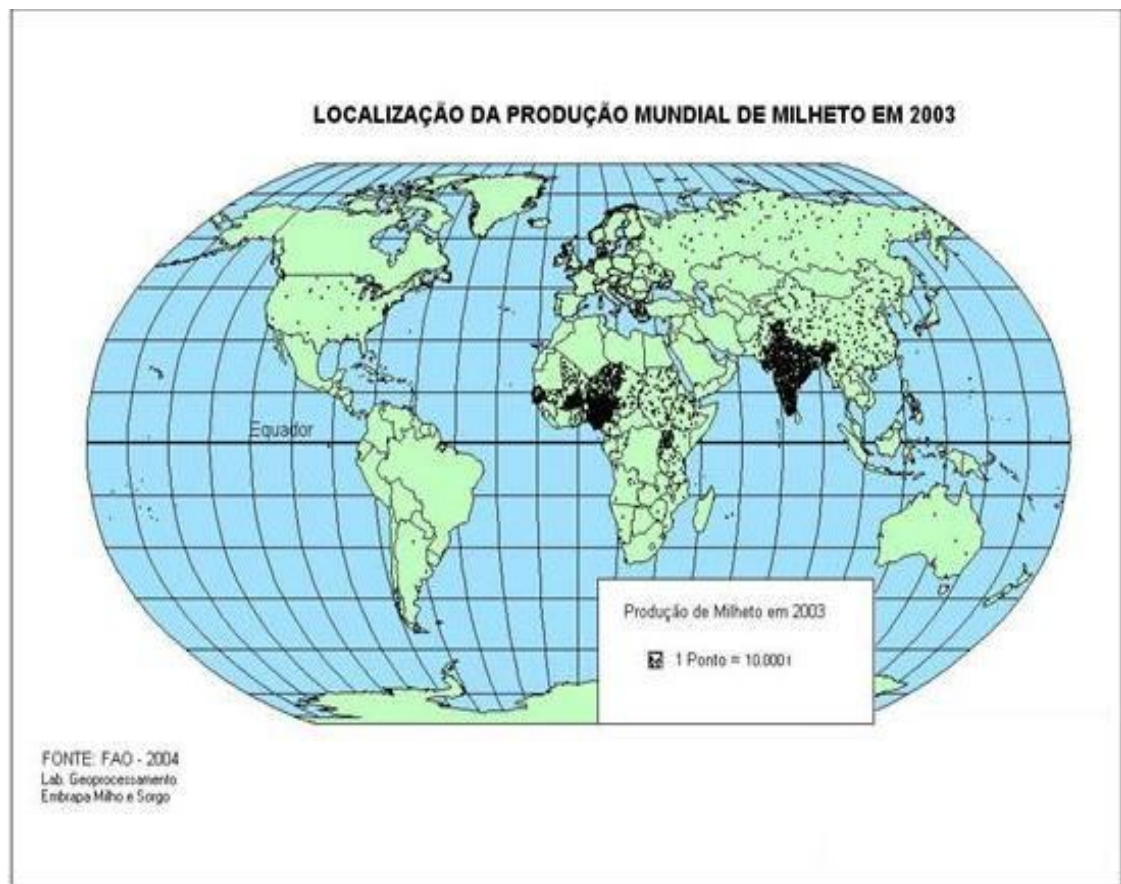 LOCALIZAÇÃO DA PRODUÇÃO MUNDIAL DE MILHETO EM 2003
Equador
Produção de Milheto em 2003
1 Ponto = 10.000 t
FONTE: FAO - 2004
Lab. Geoprocessamento
Embrapa Milho e Sorgo